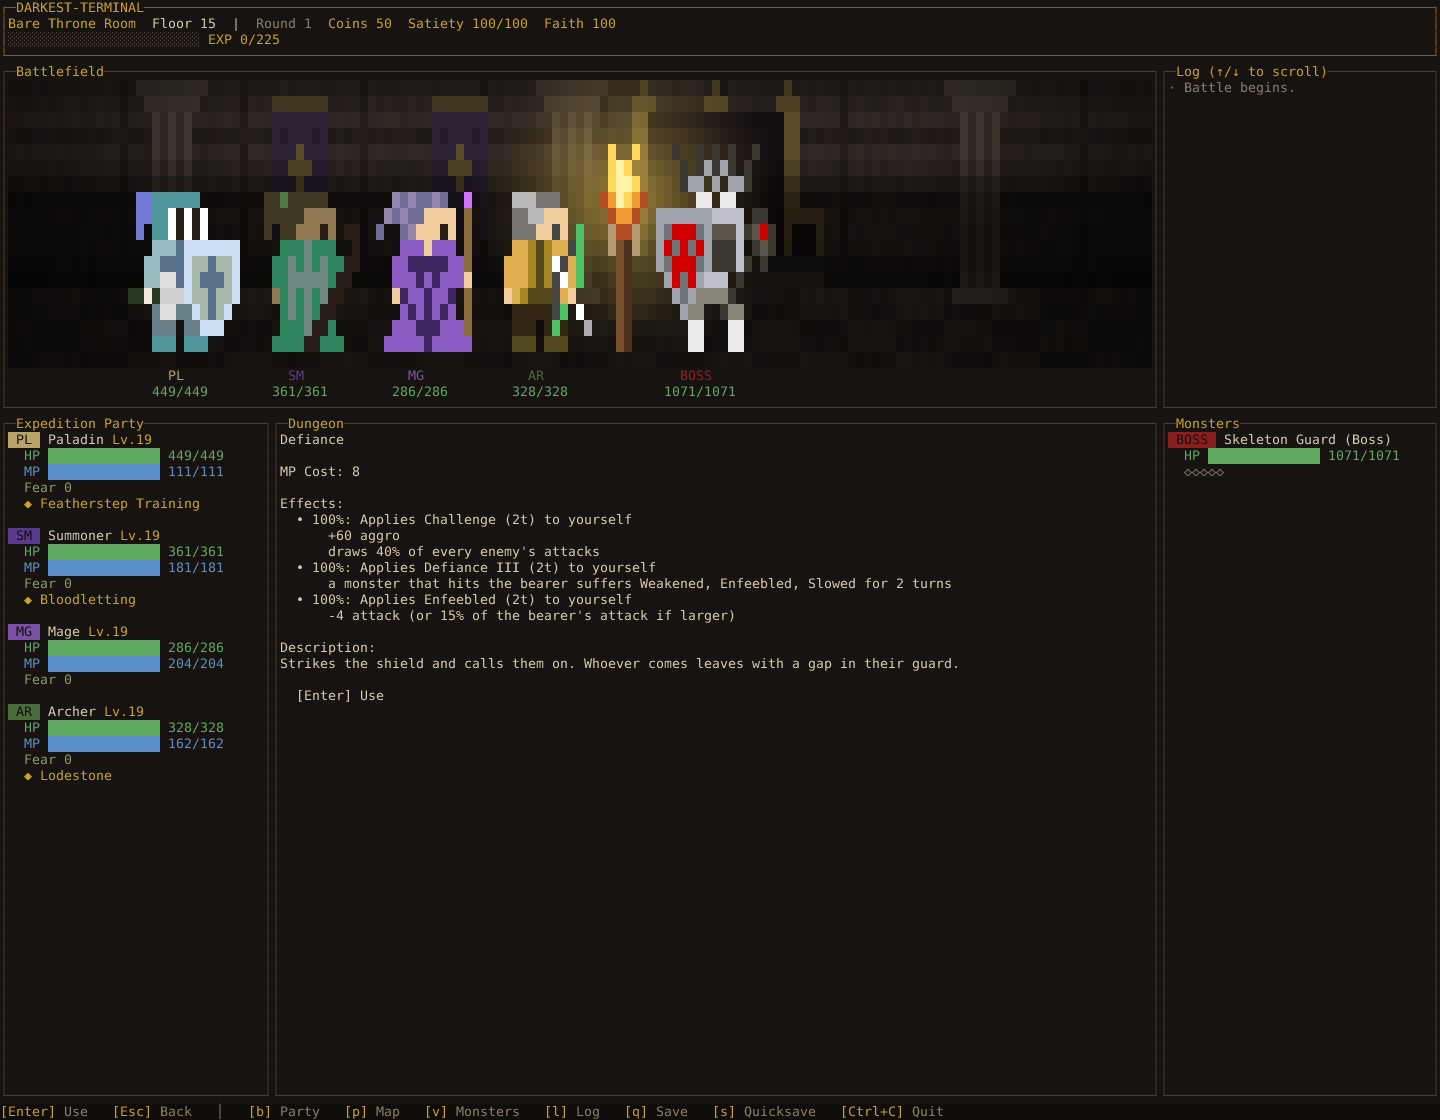 DARKEST-TERMINAL
Bare Throne Room  Floor 15  |  Round 1  Coins 50  Satiety 100/100  Faith 100
EXP 0/225
Battlefield
PL  SM  MG  AR  BOSS
449/449  361/361  286/286  328/328  1071/1071
Log (↑/↓ to scroll)
· Battle begins.
Expedition Party
PL  Paladin Lv.19
HP 449/449
MP 111/111
Fear 0
◆ Featherstep Training
SM  Summoner Lv.19
HP 361/361
MP 181/181
Fear 0
◆ Bloodletting
MG  Mage Lv.19
HP 286/286
MP 204/204
Fear 0
AR  Archer Lv.19
HP 328/328
MP 162/162
Fear 0
◆ Lodestone
Dungeon
Defiance
MP Cost: 8
Effects:
• 100%: Applies Challenge (2t) to yourself
+60 aggro
draws 40% of every enemy's attacks
• 100%: Applies Defiance III (2t) to yourself
a monster that hits the bearer suffers Weakened, Enfeebled, Slowed for 2 turns
• 100%: Applies Enfeebled (2t) to yourself
-4 attack (or 15% of the bearer's attack if larger)
Description:
Strikes the shield and calls them on. Whoever comes leaves with a gap in their guard.
[Enter] Use
Monsters
BOSS  Skeleton Guard (Boss)
HP 1071/1071
◇◇◇◇◇
[Enter] Use  [Esc] Back  |  [b] Party  [p] Map  [v] Monsters  [l] Log  [q] Save  [s] Quicksave  [Ctrl+C] Quit